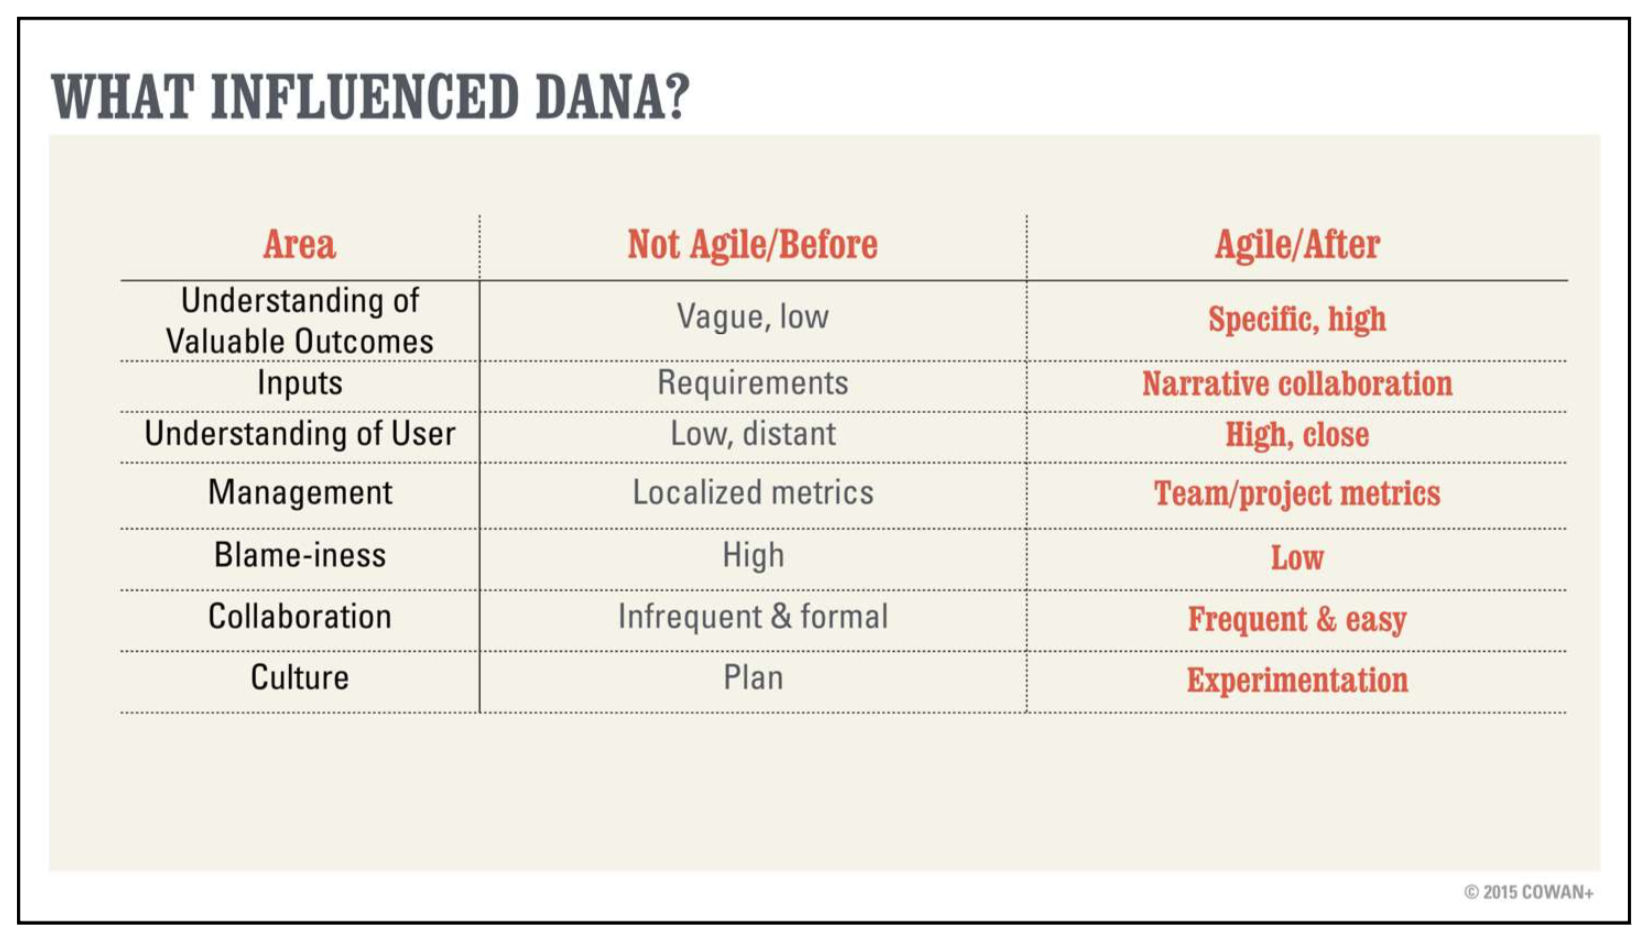 WHAT INFLUENCED DANA?
Area Not Agile/Before Agile/After
Understanding of
Valuable Outcomes Vague, low Specific, high
Inputs Requirements Narrative collaboration
Understanding of User Low, distant High, close
Management Localized metrics Team/project metrics
Blame-iness High Low
Collaboration Infrequent & formal Frequent & easy
Culture Plan Experimentation
© 2015 COWAN+